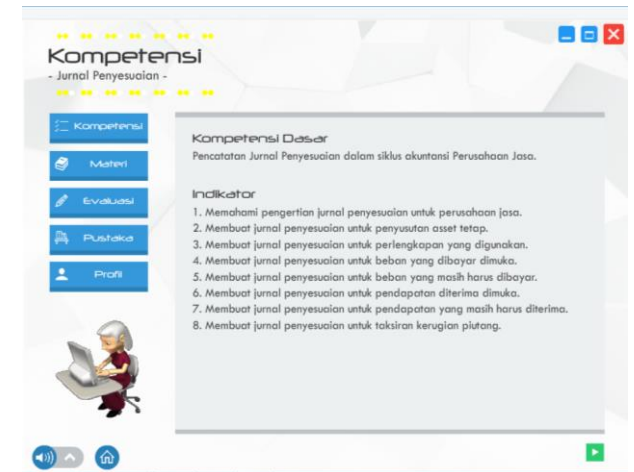 Kompetensi
- Jurnal Penyesuaian -
Kompetensi
Materi
Evaluasi
Pustaka
Profil
Kompetensi Dasar
Pencatatan Jurnal Penyesuaian dalam siklus akuntansi Perusahaan Jasa.
Indikator
1. Memahami pengertian jurnal penyesuaian untuk perusahaan jasa.
2. Membuat jurnal penyesuaian untuk penyusutan asset tetap.
3. Membuat jurnal penyesuaian untuk perlengkapan yang digunakan.
4. Membuat jurnal penyesuaian untuk beban yang dibayar dimuka.
5. Membuat jurnal penyesuaian untuk beban yang masih harus dibayar.
6. Membuat jurnal penyesuaian untuk pendapatan diterima dimuka.
7. Membuat jurnal penyesuaian untuk pendapatan yang masih harus diterima.
8. Membuat jurnal penyesuaian untuk taksiran kerugian piutang.